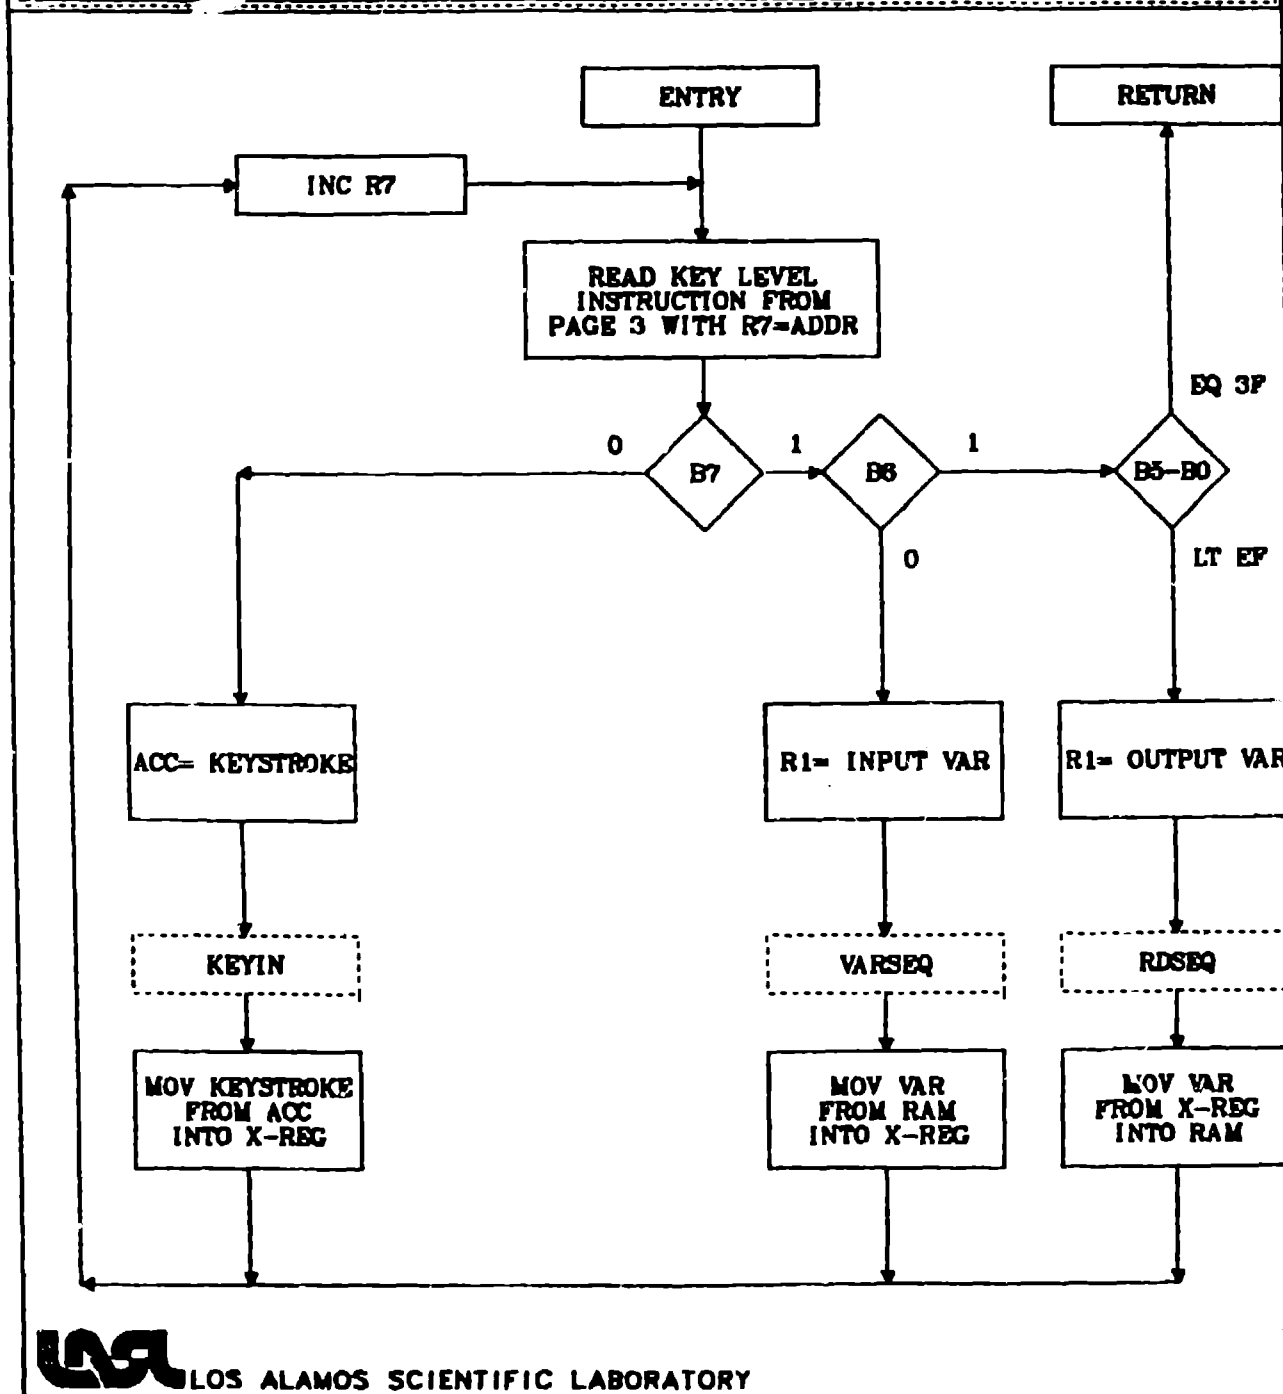 ENTRY
RETURN
INC R7
READ KEY LEVEL
INSTRUCTION FROM
PAGE 3 WITH R7=ADDR
EQ 3F
0
B7
1
B6
1
B5-B0
0
LT EF
ACC= KEYSTROKE
R1= INPUT VAR
R1= OUTPUT VAR
KEYIN
VARSEQ
RDSEQ
MOV KEYSTROKE
FROM ACC
INTO X-REG
MOV VAR
FROM RAM
INTO X-REG
MOV VAR
FROM X-REG
INTO RAM
LASL
LOS ALAMOS SCIENTIFIC LABORATORY